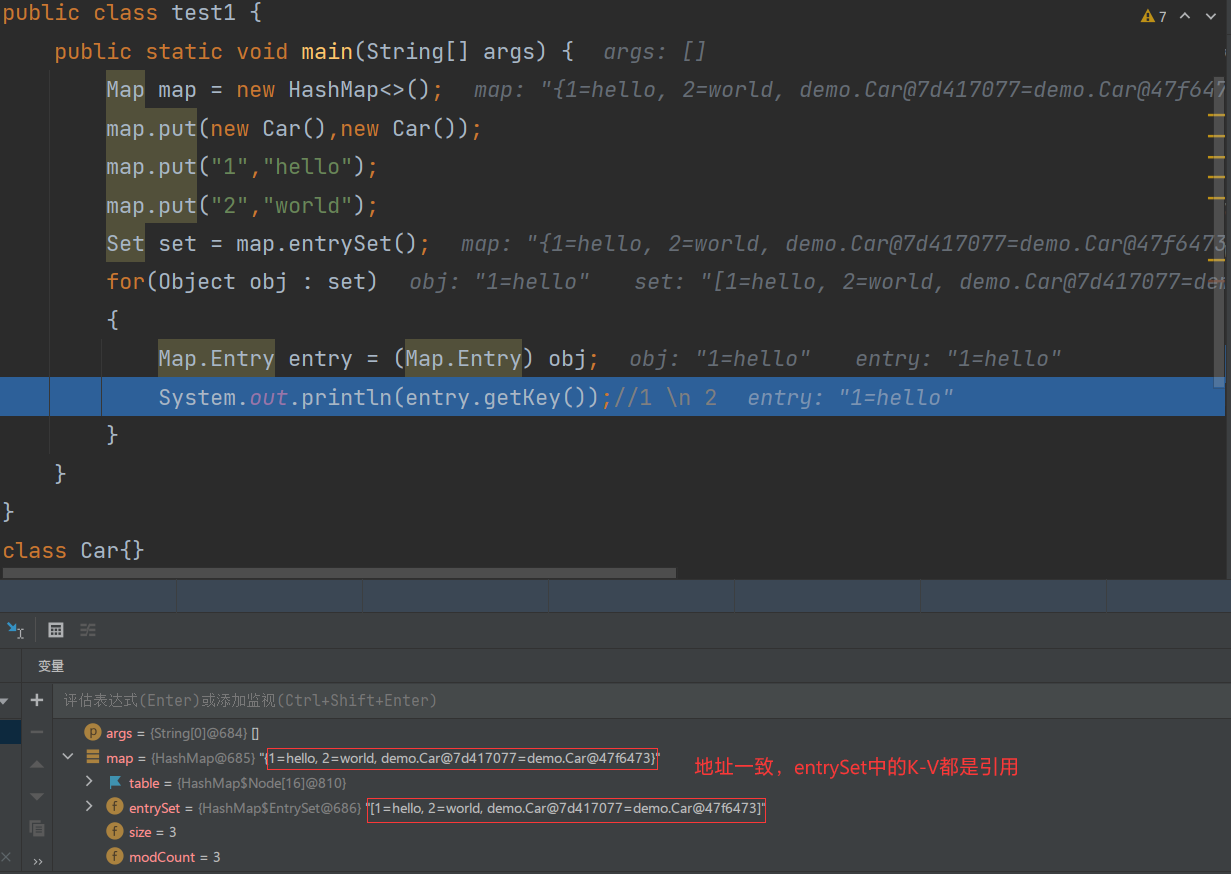 public class test1 {
7
public static void main(String[] args) {  args: []
Map map = new HashMap<>();  map: "{1=hello, 2=world, demo.Car@7d417077=demo.Car@47f647
map.put(new Car(),new Car());
map.put("1","hello");
map.put("2","world");
Set set = map.entrySet();  map: "{1=hello, 2=world, demo.Car@7d417077=demo.Car@47f6473
for(Object obj : set)  obj: "1=hello"  set: "[1=hello, 2=world, demo.Car@7d417077=de
{
Map.Entry entry = (Map.Entry) obj;  obj: "1=hello"  entry: "1=hello"
System.out.println(entry.getKey());//1 \n 2  entry: "1=hello"
}
}
}
class Car{}
变量
评估表达式(Enter)或添加监视(Ctrl+Shift+Enter)
p args = {String[0]@684} []
map = {HashMap@685} "{1=hello, 2=world, demo.Car@7d417077=demo.Car@47f6473}"
地址一致，entrySet中的K-V都是引用
table = {HashMap$Node[16]@810}
f entrySet = {HashMap$EntrySet@686} "[1=hello, 2=world, demo.Car@7d417077=demo.Car@47f6473]"
f size = 3
f modCount = 3